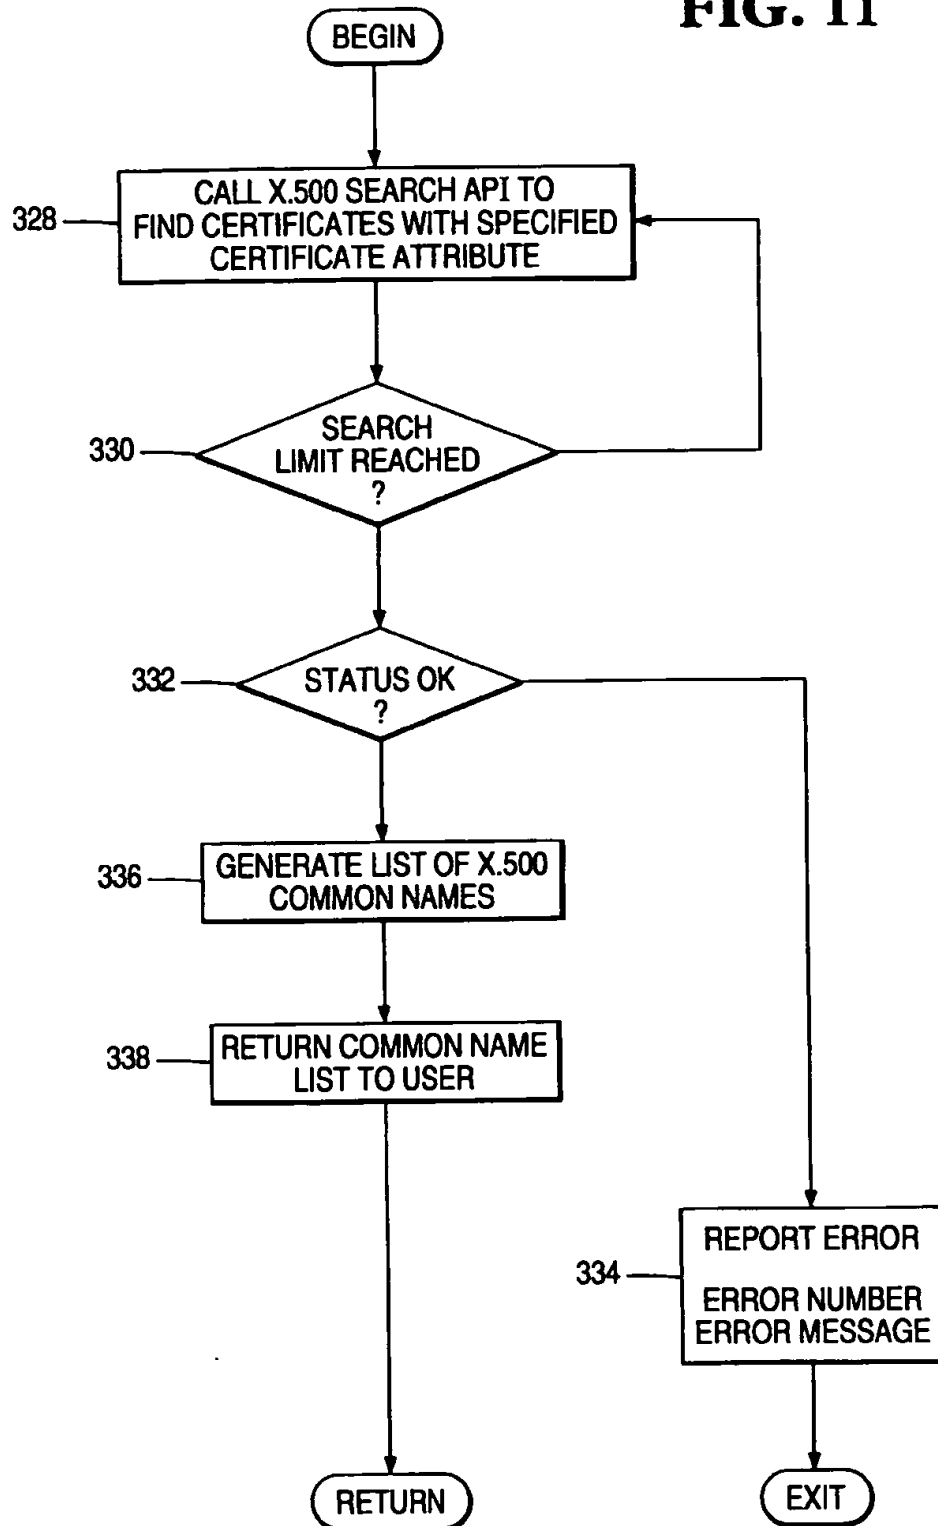 FIG. 11
BEGIN
328
CALL X.500 SEARCH API TO
FIND CERTIFICATES WITH SPECIFIED
CERTIFICATE ATTRIBUTE
330
SEARCH
LIMIT REACHED
?
332
STATUS OK
?
336
GENERATE LIST OF X.500
COMMON NAMES
338
RETURN COMMON NAME
LIST TO USER
334
REPORT ERROR
ERROR NUMBER
ERROR MESSAGE
RETURN
EXIT